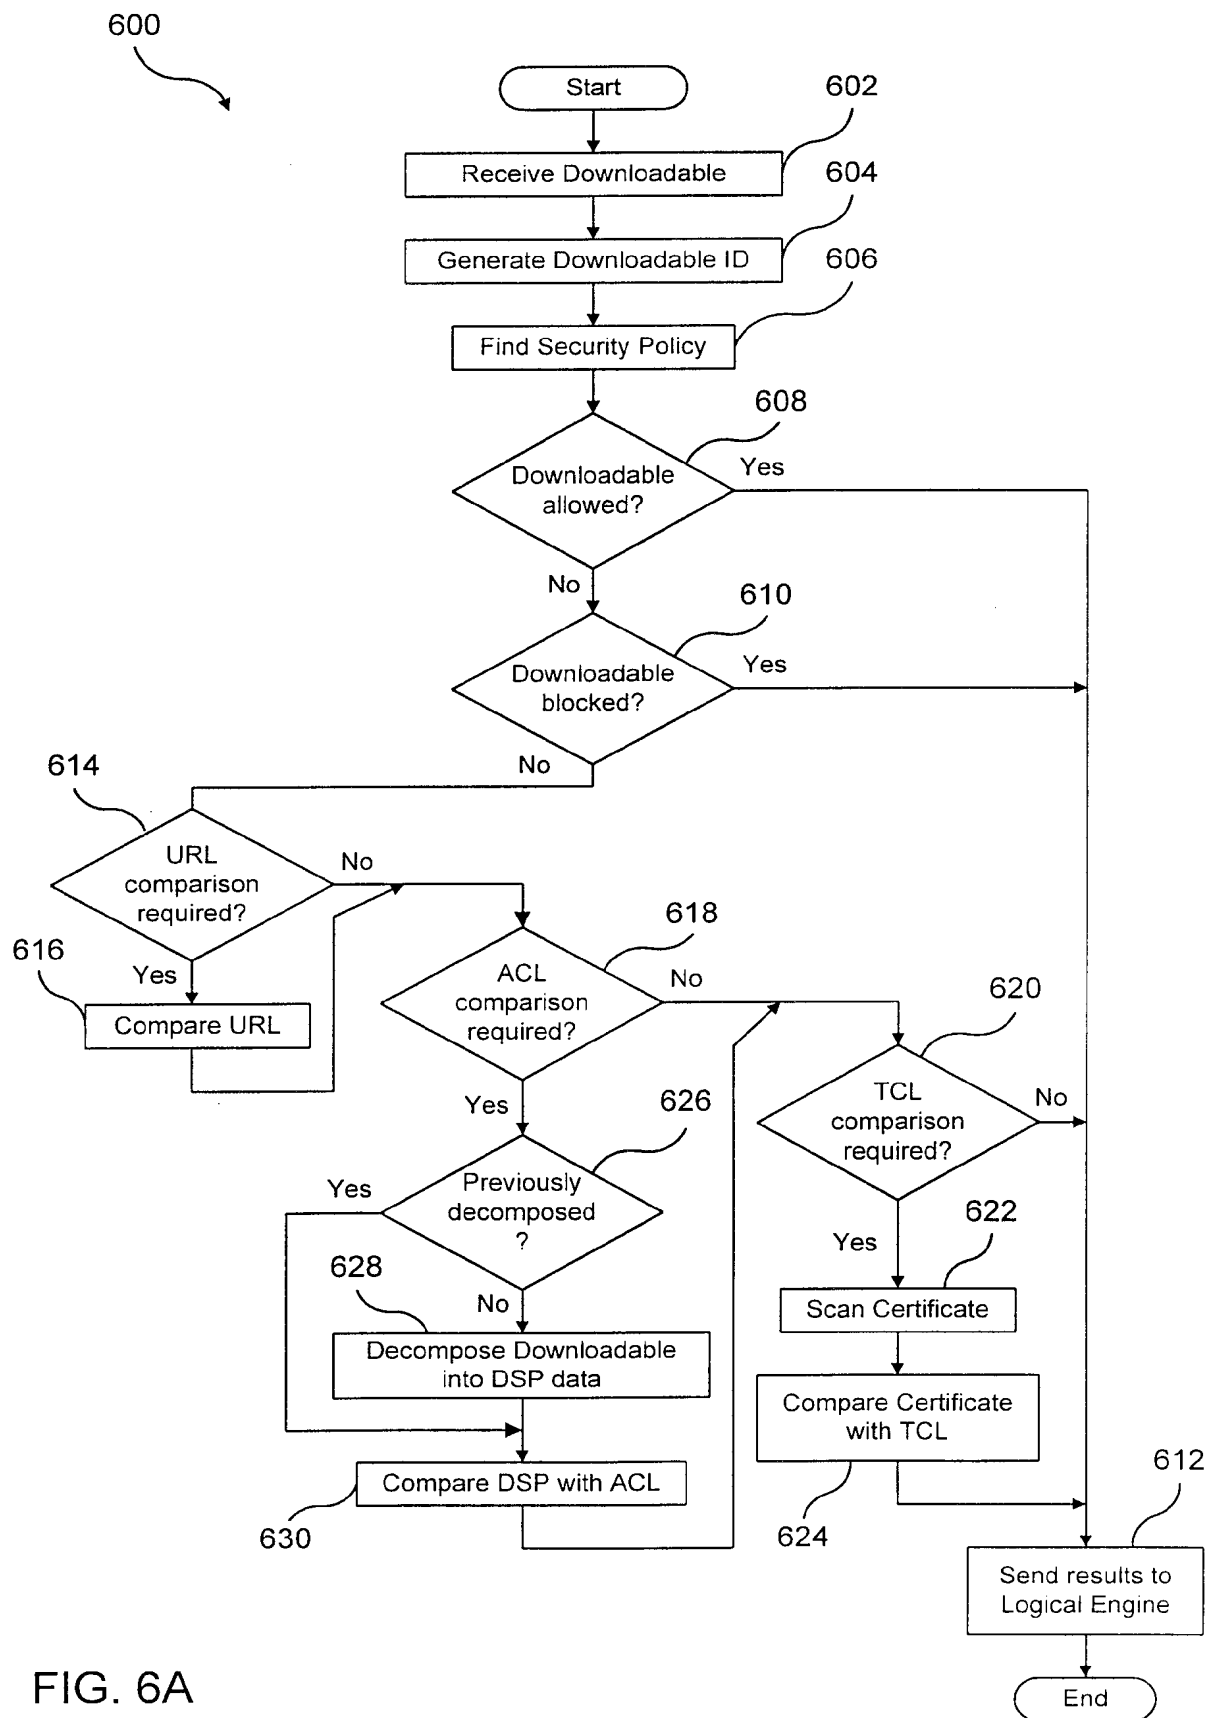 600
Start
602
Receive Downloadable
604
Generate Downloadable ID
606
Find Security Policy
608
Downloadable
allowed?
Yes
No
610
Downloadable
blocked?
Yes
No
614
URL
comparison
required?
No
Yes
616
Compare URL
618
ACL
comparison
required?
No
Yes
620
TCL
comparison
required?
No
Yes
626
Previously
decomposed
?
Yes
No
628
Decompose Downloadable
into DSP data
622
Scan Certificate
Compare Certificate
with TCL
624
Compare DSP with ACL
630
612
Send results to
Logical Engine
End
FIG. 6A